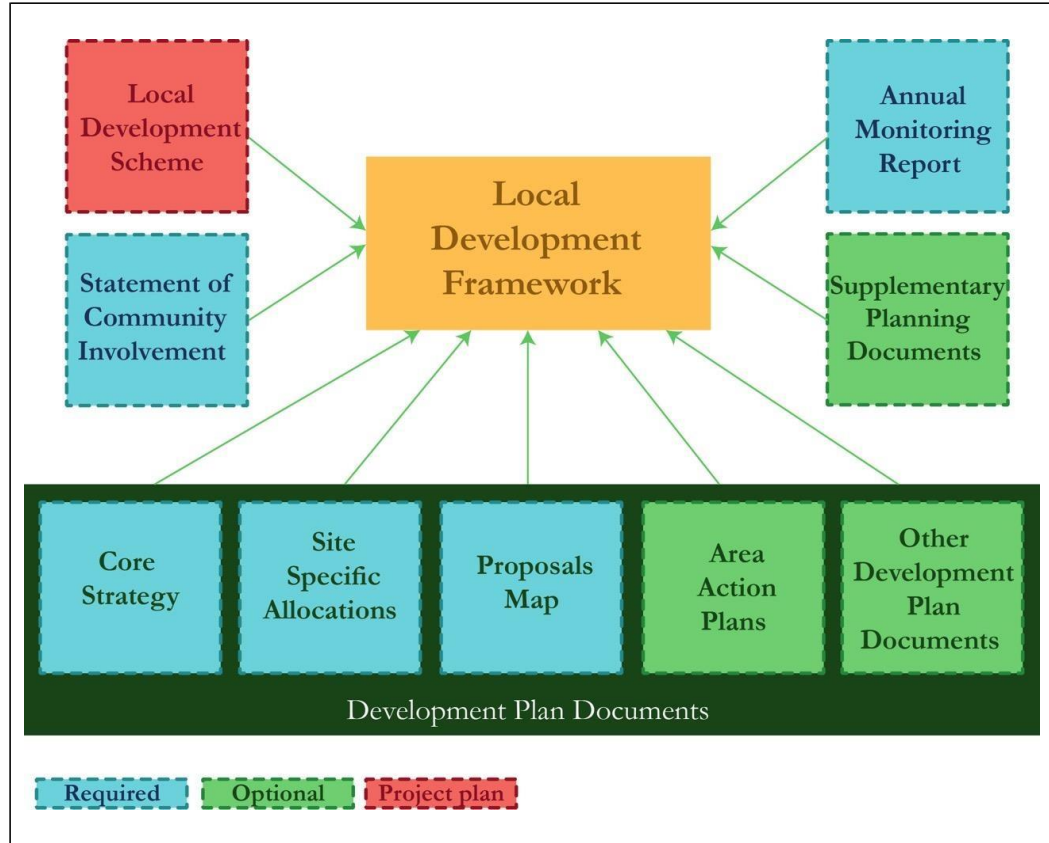 Local
Development
Scheme
Statement of
Community
Involvement
Local
Development
Framework
Annual
Monitoring
Report
Supplementary
Planning
Documents
Core
Strategy
Site
Specific
Allocations
Proposals
Map
Area
Action
Plans
Other
Development
Plan
Documents
Development Plan Documents
Required
Optional
Project plan